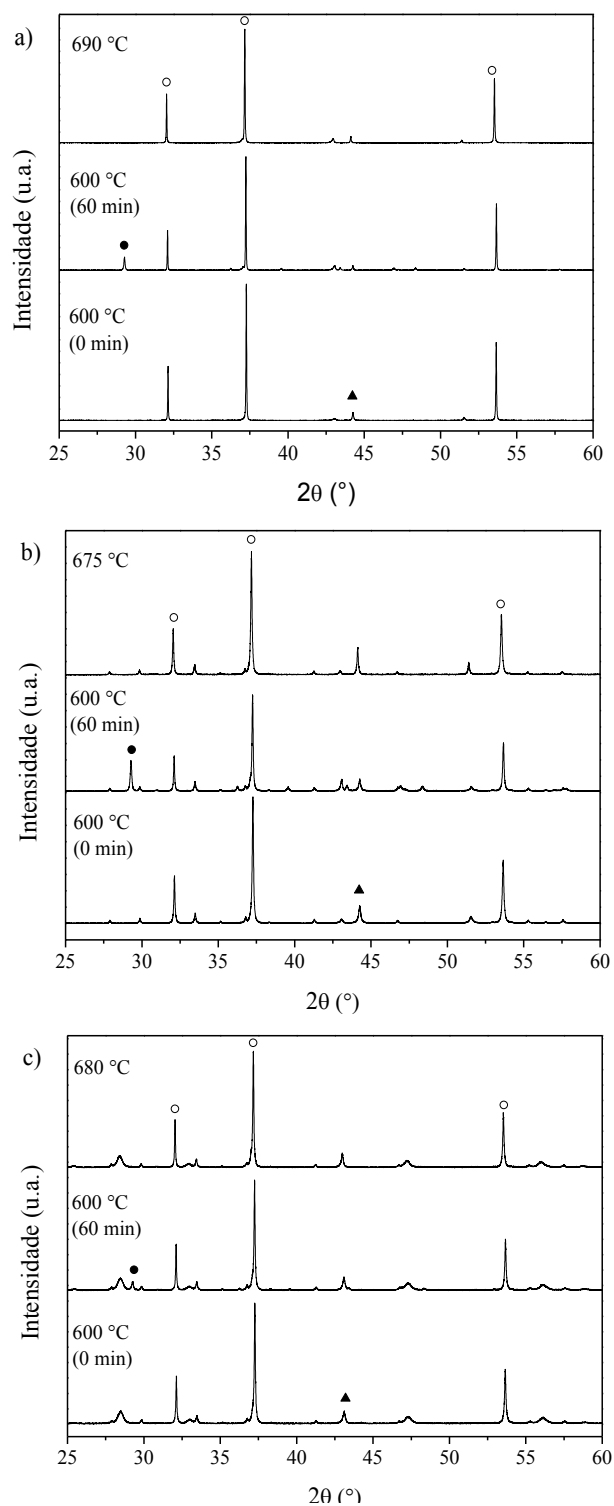 a)
690 °C
600 °C
(60 min)
600 °C
(0 min)
Intensidade (u.a.)
25 30 35 40 45 50 55 60
2θ (°)
b)
675 °C
600 °C
(60 min)
600 °C
(0 min)
Intensidade (u.a.)
25 30 35 40 45 50 55 60
2θ (°)
c)
680 °C
600 °C
(60 min)
600 °C
(0 min)
Intensidade (u.a.)
25 30 35 40 45 50 55 60
2θ (°)